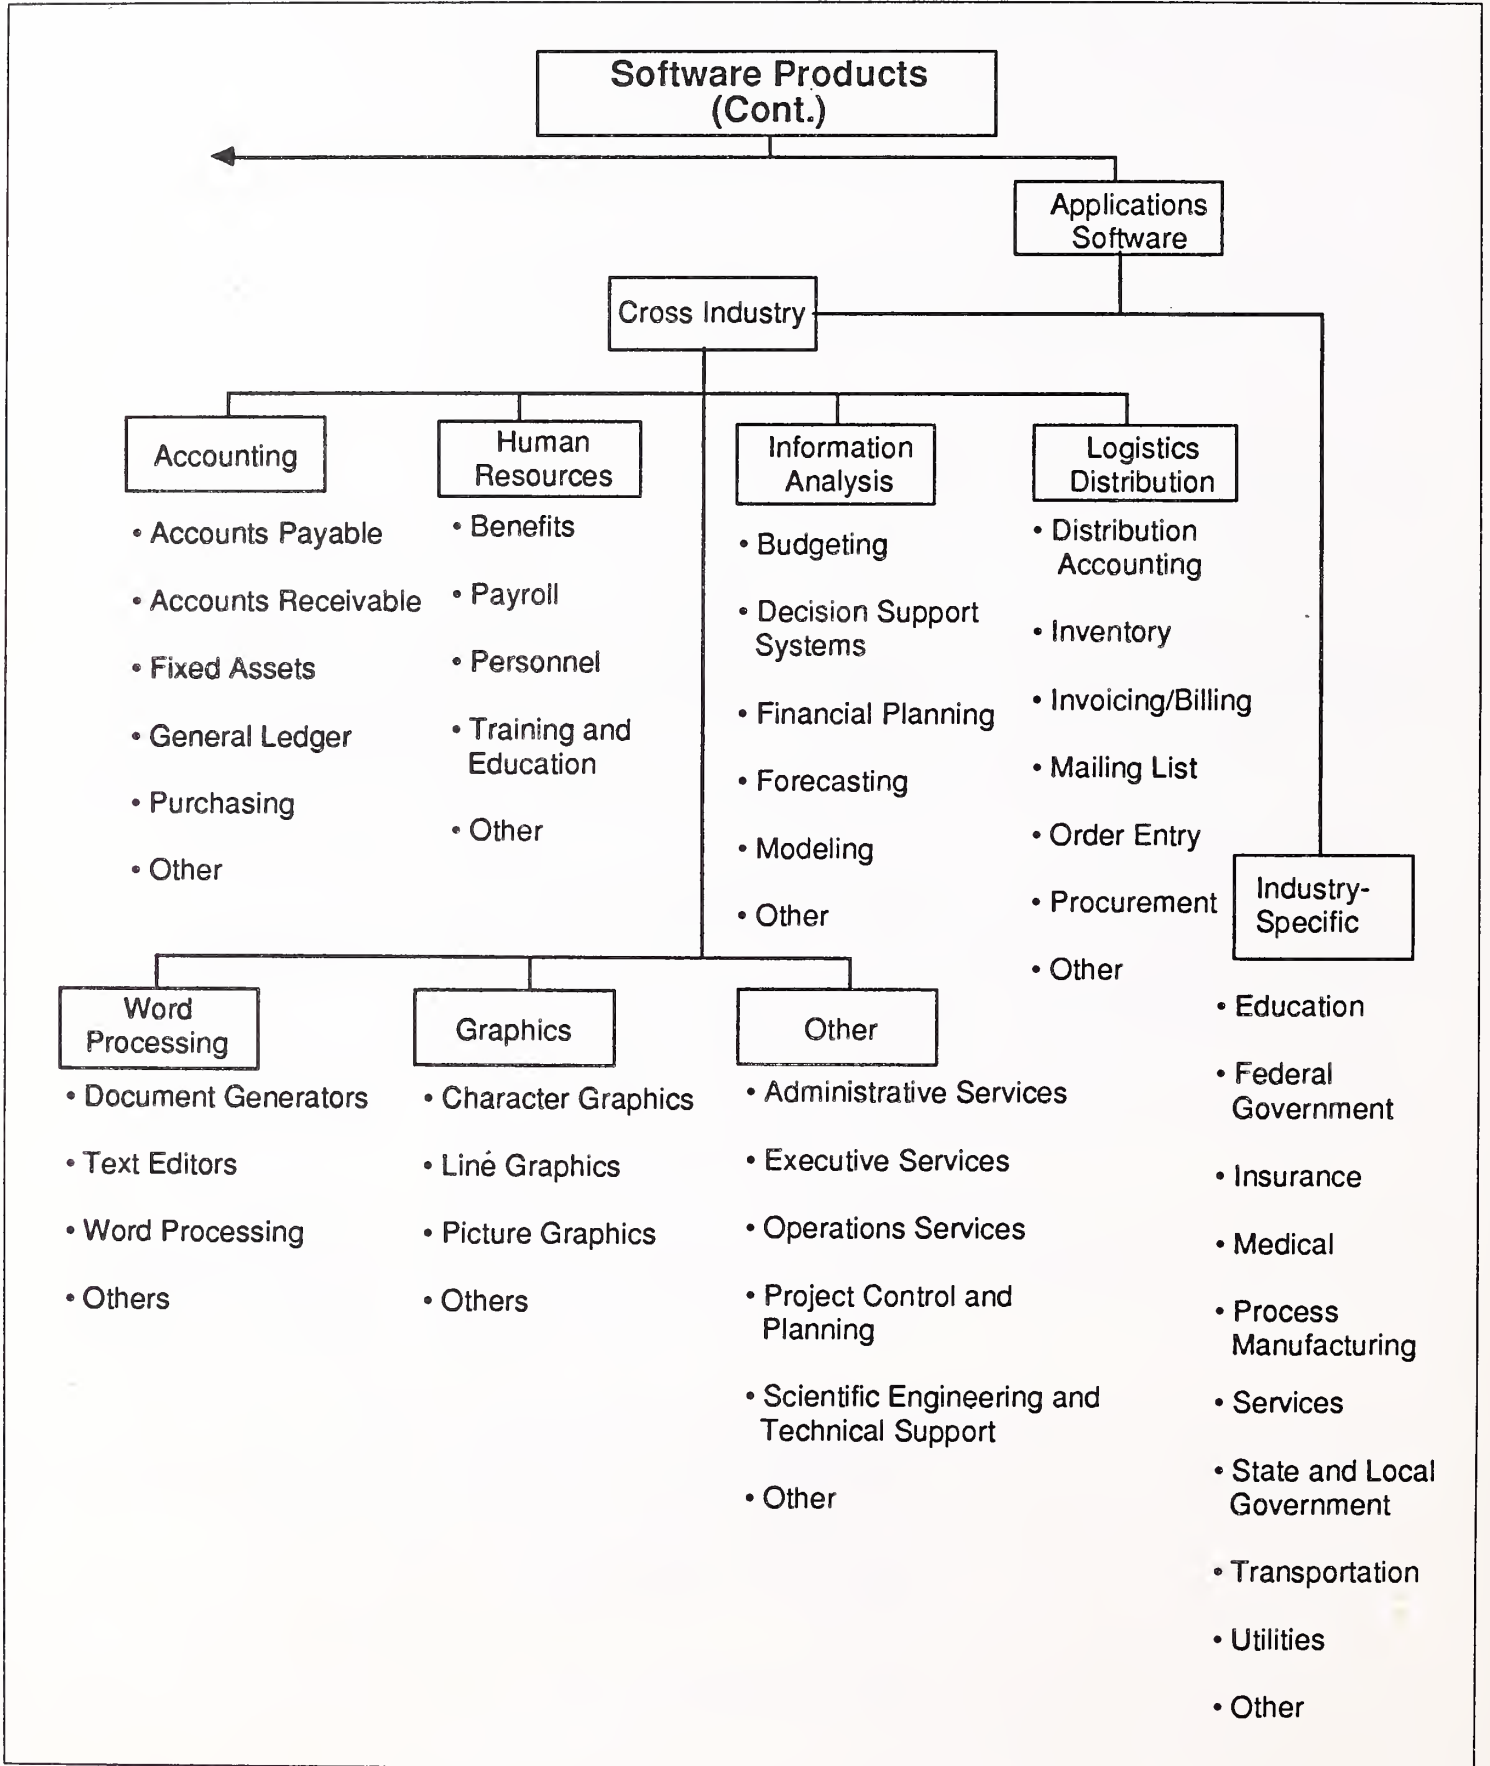 Software Products
(Cont.)
Applications
Software
Cross Industry
Accounting
• Accounts Payable
• Accounts Receivable
• Fixed Assets
• General Ledger
• Purchasing
• Other
Human
Resources
• Benefits
• Payroll
• Personnel
• Training and
Education
• Other
Information
Analysis
• Budgeting
• Decision Support
Systems
• Financial Planning
• Forecasting
• Modeling
• Other
Logistics
Distribution
• Distribution
Accounting
• Inventory
• Invoicing/Billing
• Mailing List
• Order Entry
• Procurement
• Other
Word
Processing
• Document Generators
• Text Editors
• Word Processing
• Others
Graphics
• Character Graphics
• Line Graphics
• Picture Graphics
• Others
Other
• Administrative Services
• Executive Services
• Operations Services
• Project Control and
Planning
• Scientific Engineering and
Technical Support
• Other
Industry-
Specific
• Education
• Federal
Government
• Insurance
• Medical
• Process
Manufacturing
• Services
• State and Local
Government
• Transportation
• Utilities
• Other